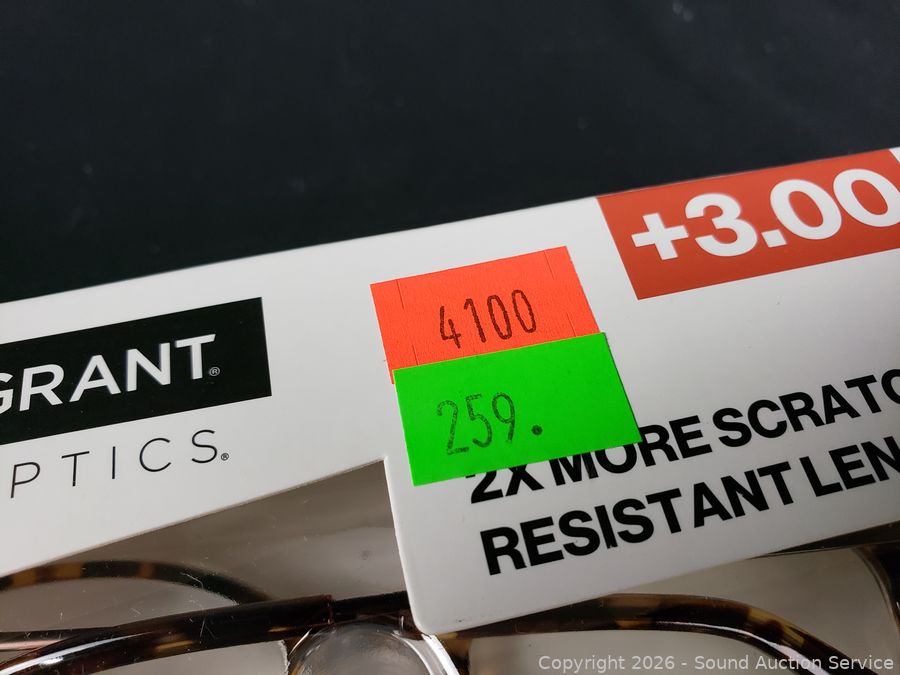 +3.00
4100
259.
GRANT®
PTICS®
2X MORE SCRATC
RESISTANT LEN
Copyright 2026 - Sound Auction Service